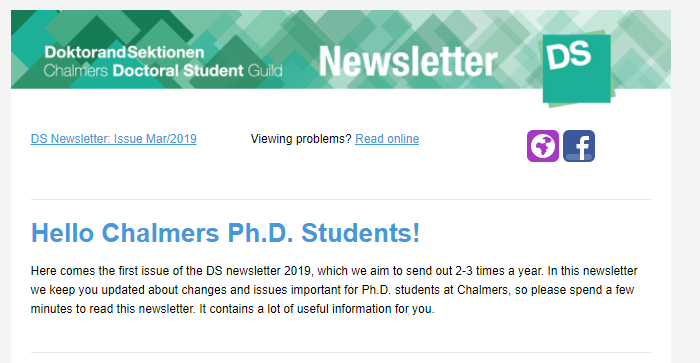 DoktorandSektionen
Chalmers Doctoral Student Guild
Newsletter
DS
DS Newsletter: Issue Mar/2019
Viewing problems? Read online
f
Hello Chalmers Ph.D. Students!
Here comes the first issue of the DS newsletter 2019, which we aim to send out 2-3 times a year. In this newsletter
we keep you updated about changes and issues important for Ph.D. students at Chalmers, so please spend a few
minutes to read this newsletter. It contains a lot of useful information for you.